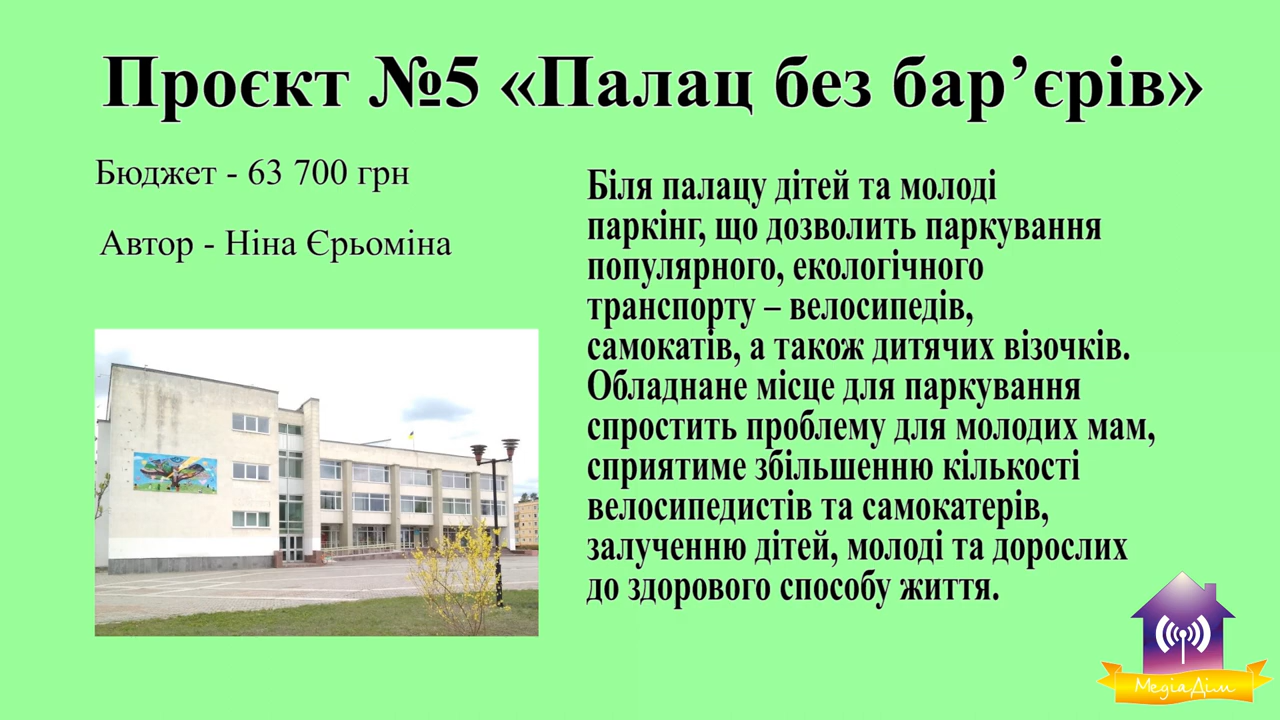 Проєкт №5 «Палац без бар’єрів»
Бюджет - 63 700 грн
Автор - Ніна Єрьоміна
Біля палацу дітей та молоді
паркінг, що дозволить паркування
популярного, екологічного
транспорту – велосипедів,
самокатів, а також дитячих візочків.
Обладнане місце для паркування
спростить проблему для молодих мам,
сприятиме збільшенню кількості
велосипедистів та самокатерів,
залученню дітей, молоді та дорослих
до здорового способу життя.
МедіаДім